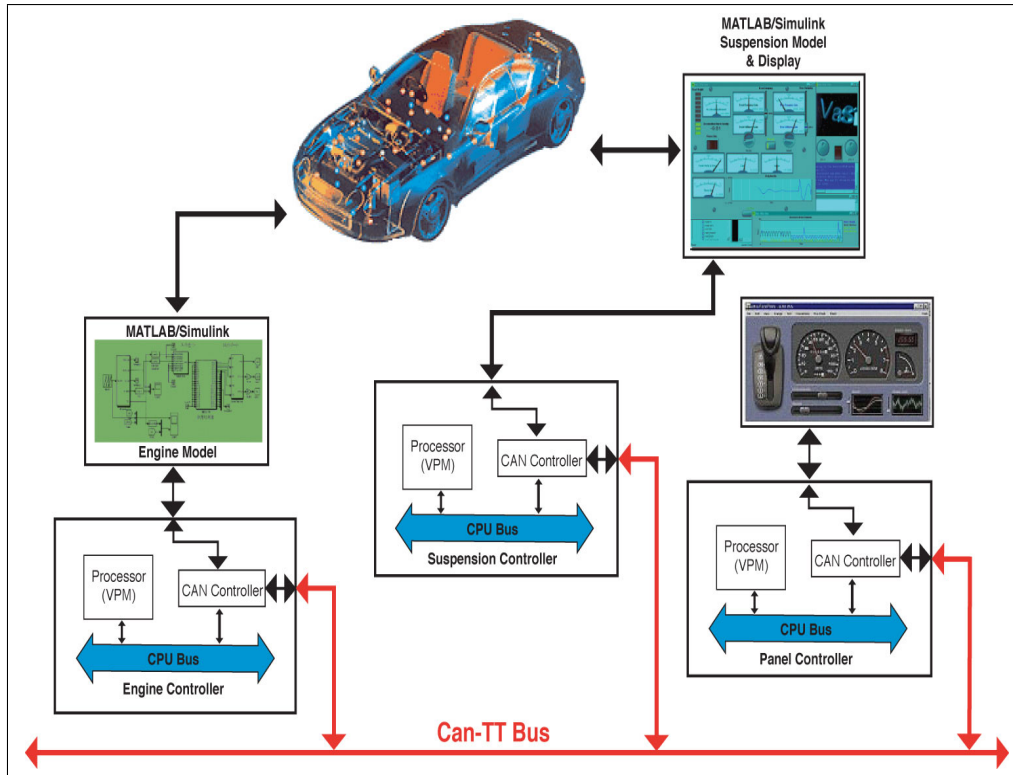 MATLAB/Simulink
Suspension Model
& Display
MATLAB/Simulink
Engine Model
Processor
(VPM)
CAN Controller
CPU Bus
Suspension Controller
Processor
(VPM)
CAN Controller
CPU Bus
Engine Controller
Processor
(VPM)
CAN Controller
CPU Bus
Panel Controller
Can-TT Bus